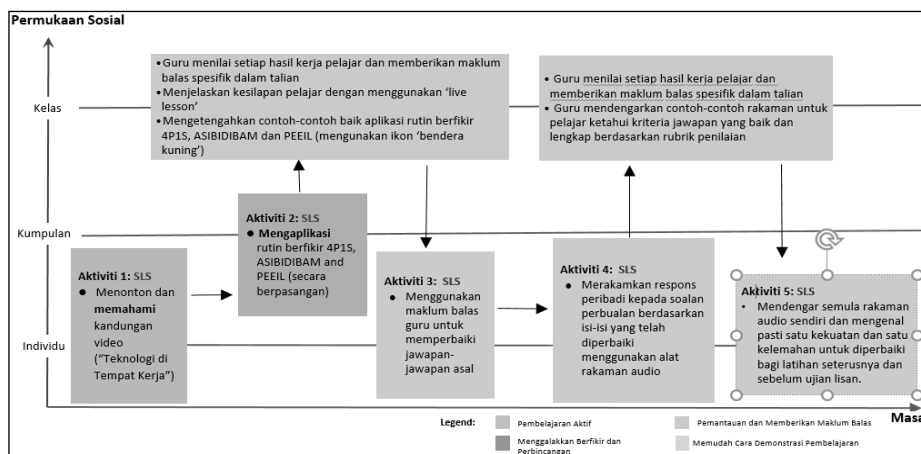 Permukaan Sosial
•Guru menilai setiap hasil kerja pelajar dan memberikan maklum
balas spesifik dalam talian
•Menjelaskan kesilapan pelajar dengan menggunakan ‘live
lesson’
•Mengetengahkan contoh-contoh baik aplikasi rutin berfikir
4P1S, ASIBIDIBAM dan PEEIL (mengunakan ikon ‘bendera
kuning’)
• Guru menilai setiap hasil kerja pelajar dan
memberikan maklum balas spesifik dalam talian
• Guru mendengarkan contoh-contoh rakaman untuk
pelajar ketahui kriteria jawapan yang baik dan
lengkap berdasarkan rubrik penilaian
Kelas
Kumpulan
Individu
Aktiviti 1: SLS
• Menonton dan
memahami
kandungan
video
(“Teknologi di
Tempat Kerja”)
Aktiviti 2: SLS
• Mengaplikasi
rutin berfikir 4P1S,
ASIBIDIBAM and
PEEIL (secara
berpasangan)
Aktiviti 3: SLS
• Menggunakan
maklum balas
guru untuk
memperbaiki
jawapan-
jawapan asal
Aktiviti 4: SLS
• Merakamkan respons
peribadi kepada soalan
perbualan berdasarkan
isi-isi yang telah
diperbaiki
menggunakan alat
rakaman audio
Aktiviti 5: SLS
• Mendengar semula rakaman
audio sendiri dan mengenal
pasti satu kekuatan dan satu
kelemahan untuk diperbaiki
bagi latihan seterusnya dan
sebelum ujian lisan.
Masa
Legend:
Pembelajaran Aktif
Pemantauan dan Memberikan Maklum Balas
Menggalakkan Berfikir dan
Perbincangan
Memudah Cara Demonstrasi Pembelajaran